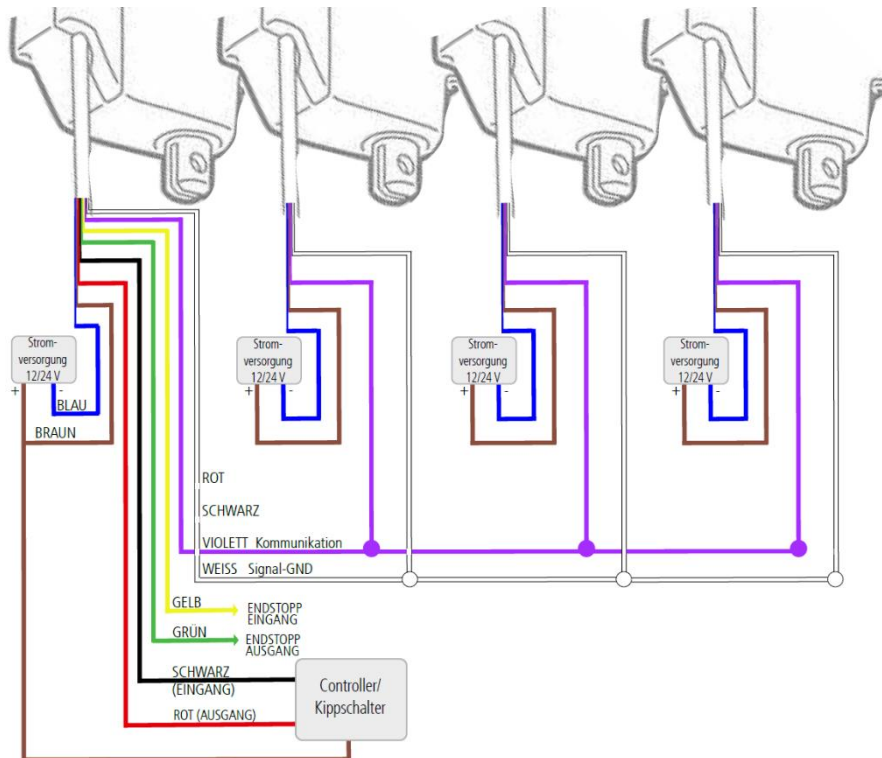 Strom-
versorgung
12/24 V
+ -
Strom-
versorgung
12/24 V
+ -
Strom-
versorgung
12/24 V
+ -
Strom-
versorgung
12/24 V
+ -
BLAU
BRAUN
ROT
SCHWARZ
VIOLETT Kommunikation
WEISS Signal-GND
GELB
ENDSTOPP
EINGANG
GRÜN
ENDSTOPP
AUSGANG
SCHWARZ
(EINGANG)
ROT (AUSGANG)
Controller/
Kippschalter